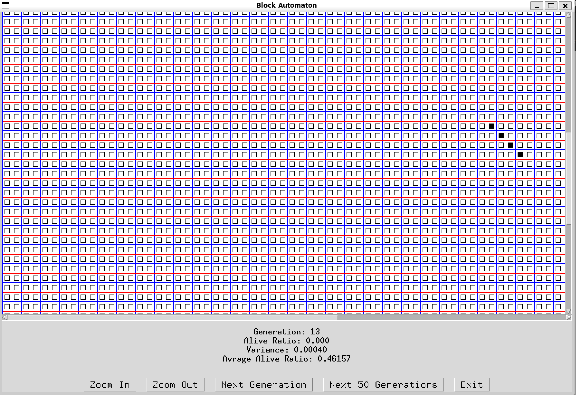 Block Automaton
Generation: 13
Alive Ratio: 0.000
Varience: 0.00040
Avrage Alive Ratio: 0.46157
Zoom In Zoom Out Next Generation Next 50 Generations Exit